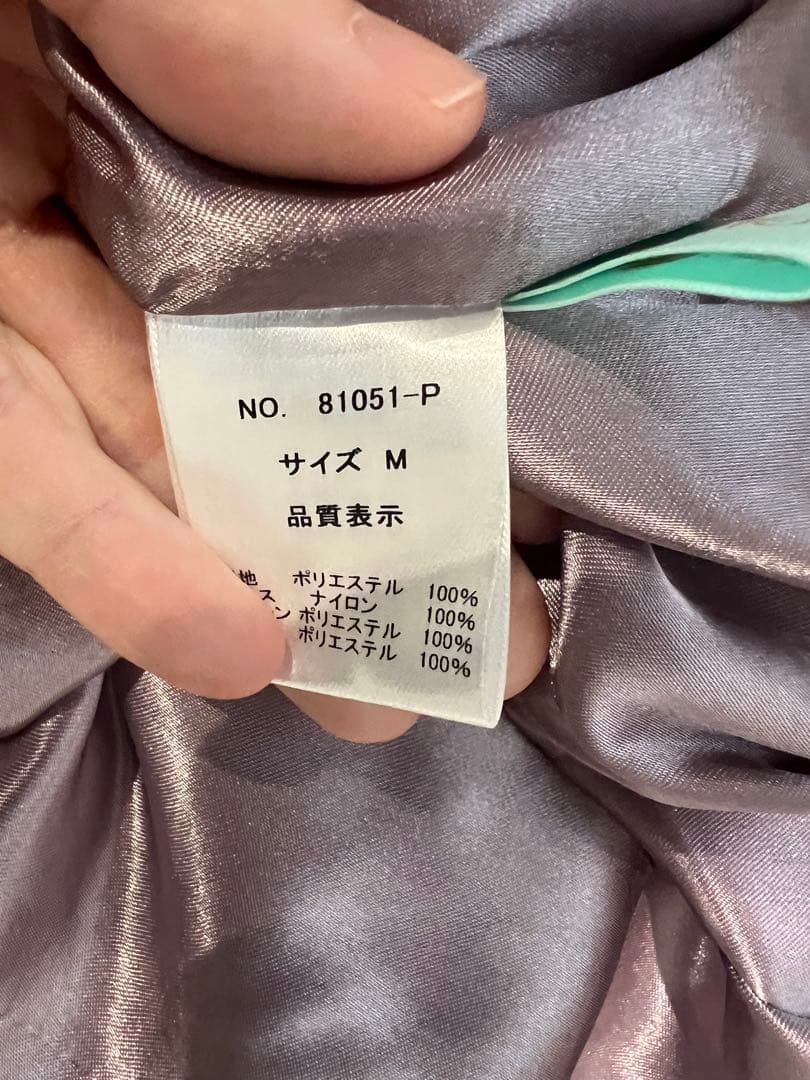 NO. 81051-P
サイズ M
品質表示
地 ポリエステル 100%
ス ナイロン 100%
ン ポリエステル 100%
ポリエステル 100%